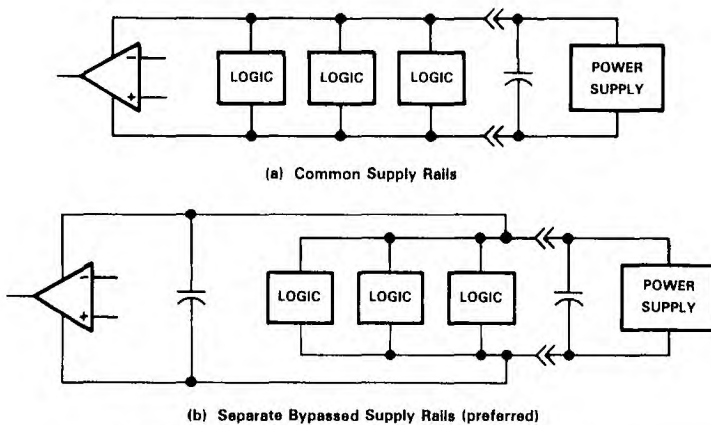 LOGIC
LOGIC
LOGIC
POWER
SUPPLY
(a) Common Supply Rails
LOGIC
LOGIC
LOGIC
POWER
SUPPLY
(b) Separate Bypassed Supply Rails (preferred)